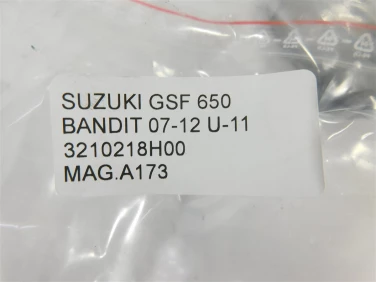 SUZUKI GSF 650
BANDIT 07-12 U-11
3210218H00
MAG.A173